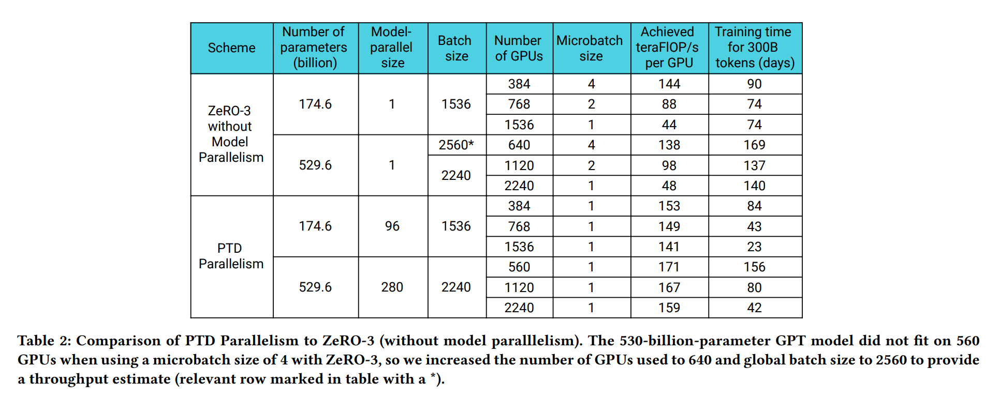 Scheme
Number of
parameters
(billion)
Model-
parallel
size
Batch
size
Number
of GPUs
Microbatch
size
Achieved
teraFlOP/s
per GPU
Training time
for 300B
tokens (days)
ZeRO-3
without
Model
Parallelism
174.6
1
1536
384 4 144 90
768 2 88 74
1536 1 44 74
529.6
1
2560* 640 4 138 169
2240
1120 2 98 137
2240 1 48 140
PTD
Parallelism
174.6
96
1536
384 1 153 84
768 1 149 43
1536 1 141 23
529.6
280
2240
560 1 171 156
1120 1 167 80
2240 1 159 42
Table 2: Comparison of PTD Parallelism to ZeRO-3 (without model paralllelism). The 530-billion-parameter GPT model did not fit on 560
GPUs when using a microbatch size of 4 with ZeRO-3, so we increased the number of GPUs used to 640 and global batch size to 2560 to provide
a throughput estimate (relevant row marked in table with a *).